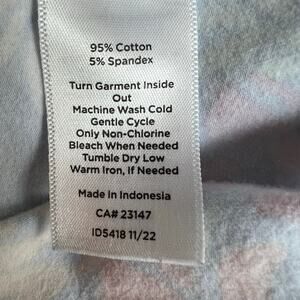 95% Cotton
5% Spandex
Turn Garment Inside
Out
Machine Wash Cold
Gentle Cycle
Only Non-Chlorine
Bleach When Needed
Tumble Dry Low
Warm Iron, If Needed
Made in Indonesia
CA# 23147
ID5418 11/22